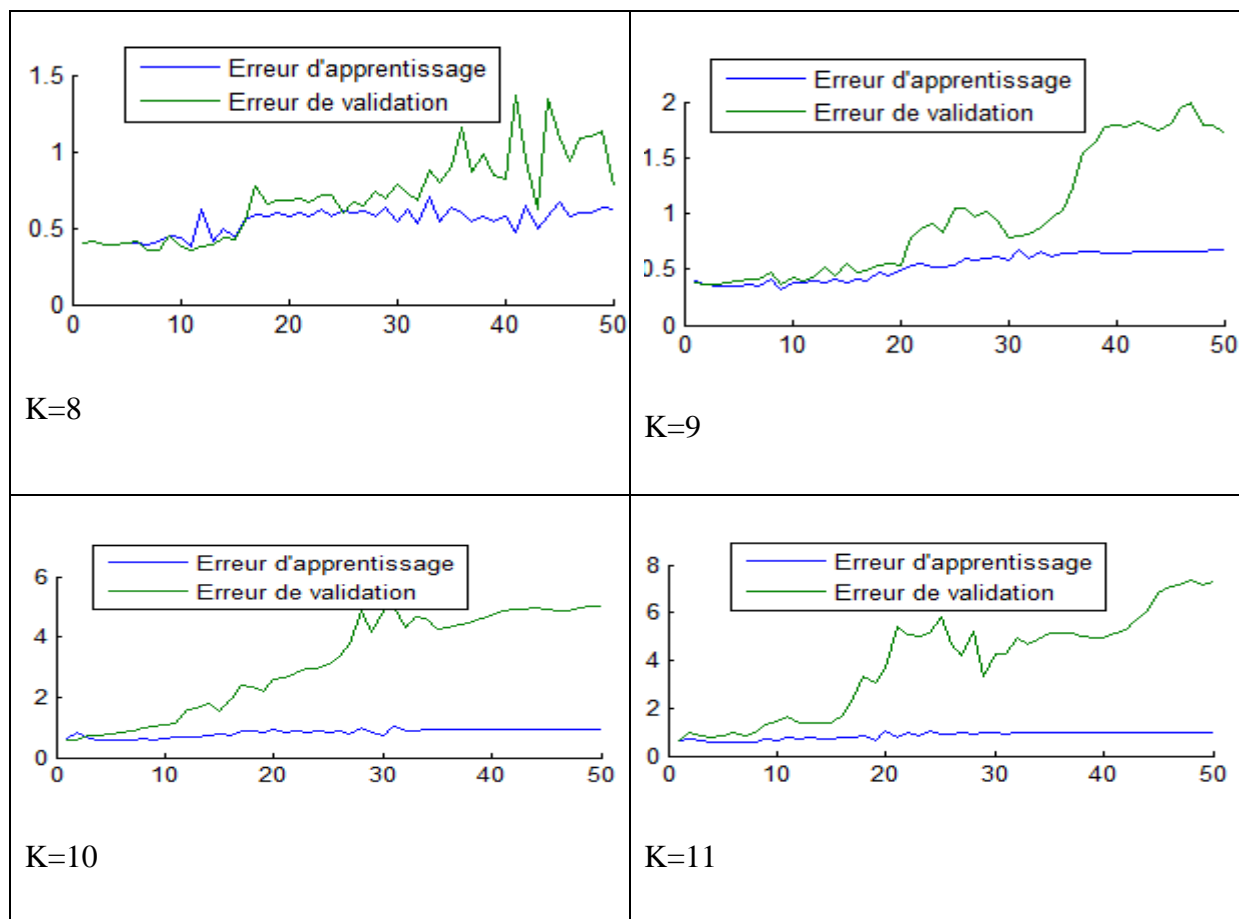 Erreur d'apprentissage
Erreur de validation
1.5
1
0.5
0
0 10 20 30 40 50
K=8
Erreur d'apprentissage
Erreur de validation
2
1.5
1
0.5
0
0 10 20 30 40 50
K=9
Erreur d'apprentissage
Erreur de validation
6
4
2
0
0 10 20 30 40 50
K=10
Erreur d'apprentissage
Erreur de validation
8
6
4
2
0
0 10 20 30 40 50
K=11